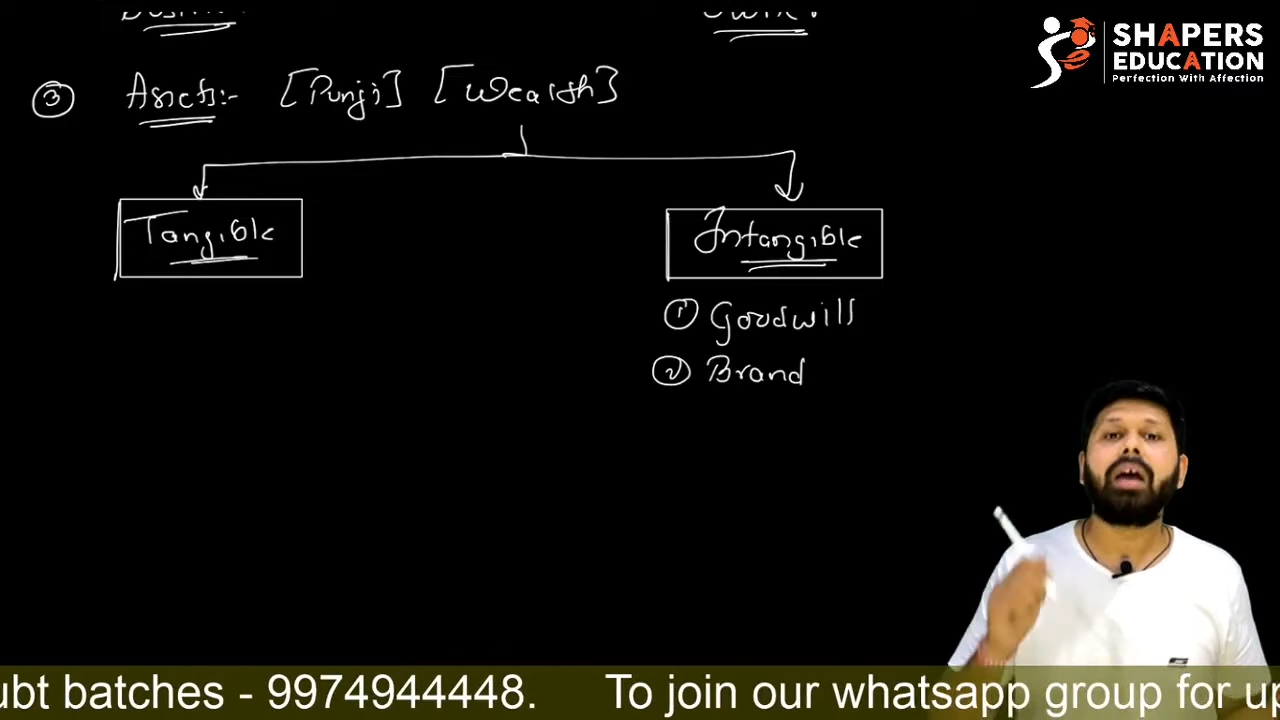 SHAPERS
EDUCATION
Perfection With Affection
③ Assets:- [Punji] [Wealth]
Tangible
Intangible
① Goodwill
② Brand
ubt batches - 9974944448. To join our whatsapp group for up